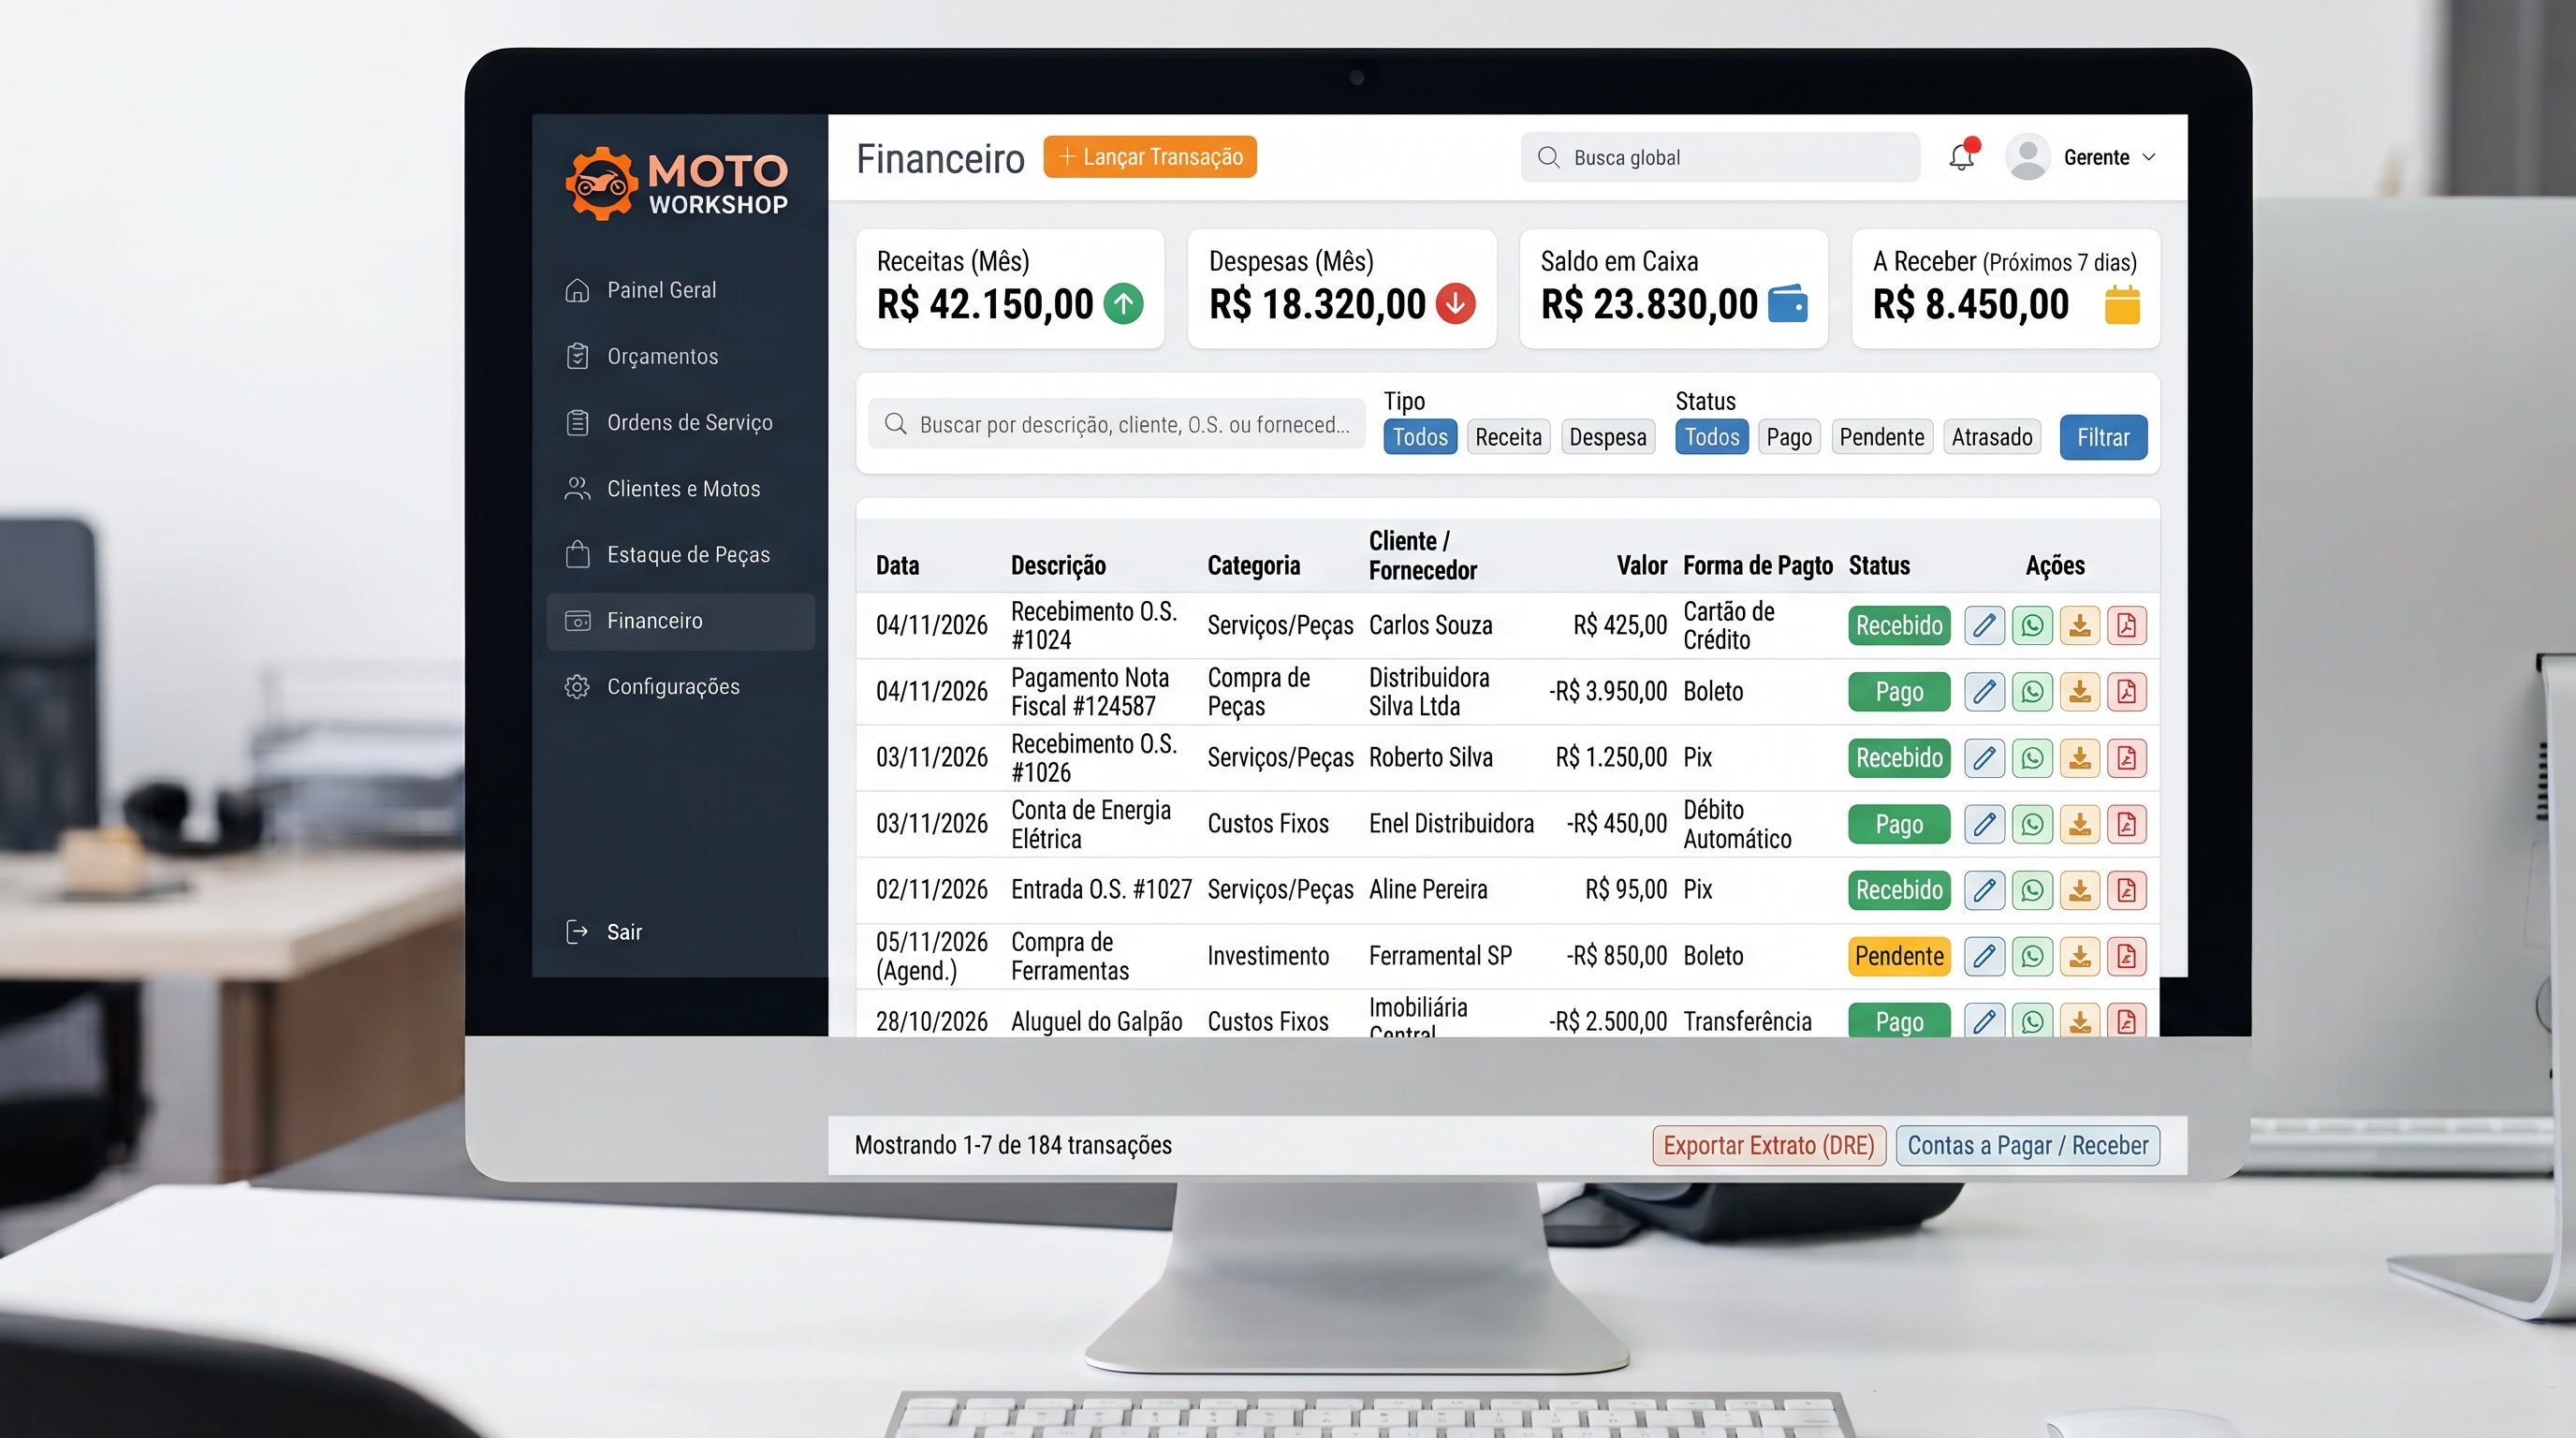 MOTO
WORKSHOP
Painel Geral
Orçamentos
Ordens de Serviço
Clientes e Motos
Estaque de Peças
Financeiro
Configurações
Sair
Financeiro
+ Lançar Transação
Busca global
Gerente
Receitas (Mês)
R$ 42.150,00
Despesas (Mês)
R$ 18.320,00
Saldo em Caixa
R$ 23.830,00
A Receber (Próximos 7 dias)
R$ 8.450,00
Buscar por descrição, cliente, O.S. ou forneced...
Tipo
Todos Receita Despesa
Status
Todos Pago Pendente Atrasado
Filtrar
Data Descrição Categoria Cliente / Fornecedor Valor Forma de Pagto Status Ações
04/11/2026 Recebimento O.S. #1024 Serviços/Peças Carlos Souza R$ 425,00 Cartão de Crédito Recebido
04/11/2026 Pagamento Nota Fiscal #124587 Compra de Peças Distribuidora Silva Ltda -R$ 3.950,00 Boleto Pago
03/11/2026 Recebimento O.S. #1026 Serviços/Peças Roberto Silva R$ 1.250,00 Pix Recebido
03/11/2026 Conta de Energia Elétrica Custos Fixos Enel Distribuidora -R$ 450,00 Débito Automático Pago
02/11/2026 Entrada O.S. #1027 Serviços/Peças Aline Pereira R$ 95,00 Pix Recebido
05/11/2026 (Agend.) Compra de Ferramentas Investimento Ferramental SP -R$ 850,00 Boleto Pendente
28/10/2026 Aluguel do Galpão Custos Fixos Imobiliária Central -R$ 2.500,00 Transferência Pago
Mostrando 1-7 de 184 transações
Exportar Extrato (DRE)
Contas a Pagar / Receber